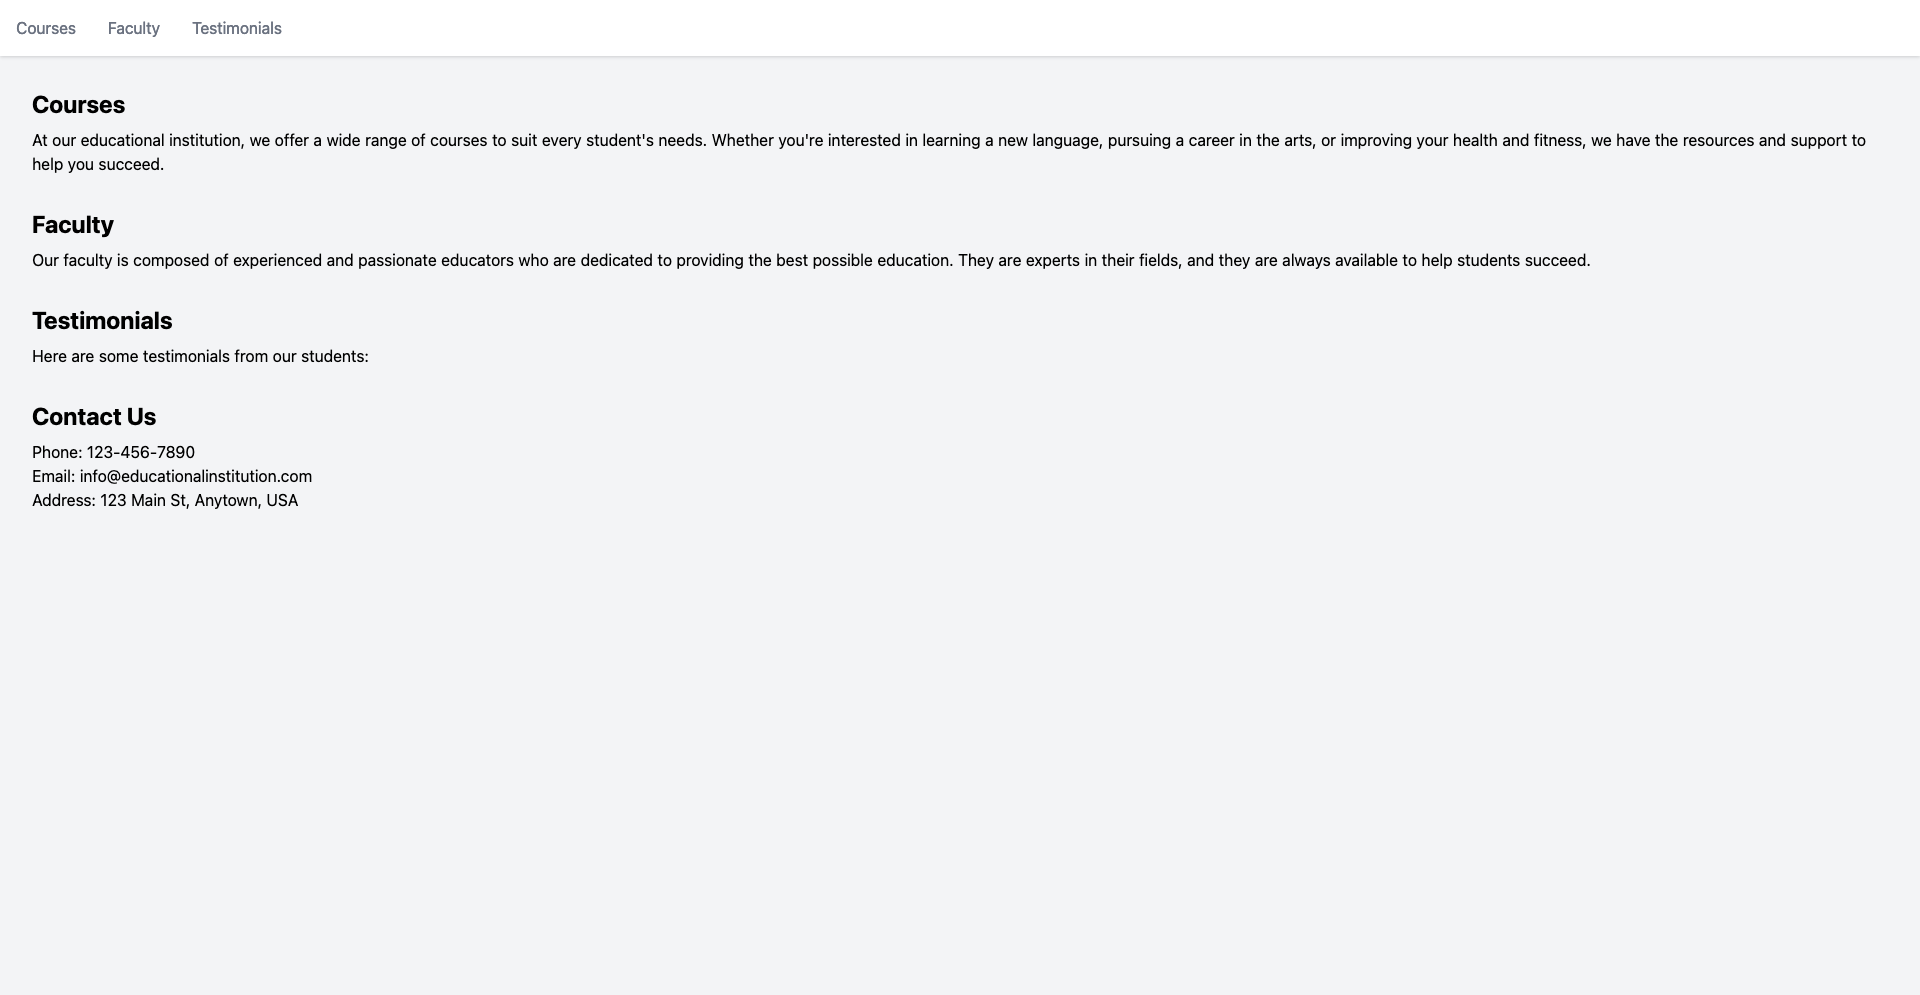 Courses Faculty Testimonials
Courses
At our educational institution, we offer a wide range of courses to suit every student's needs. Whether you're interested in learning a new language, pursuing a career in the arts, or improving your health and fitness, we have the resources and support to
help you succeed.
Faculty
Our faculty is composed of experienced and passionate educators who are dedicated to providing the best possible education. They are experts in their fields, and they are always available to help students succeed.
Testimonials
Here are some testimonials from our students:
Contact Us
Phone: 123-456-7890
Email: info@educationalinstitution.com
Address: 123 Main St, Anytown, USA